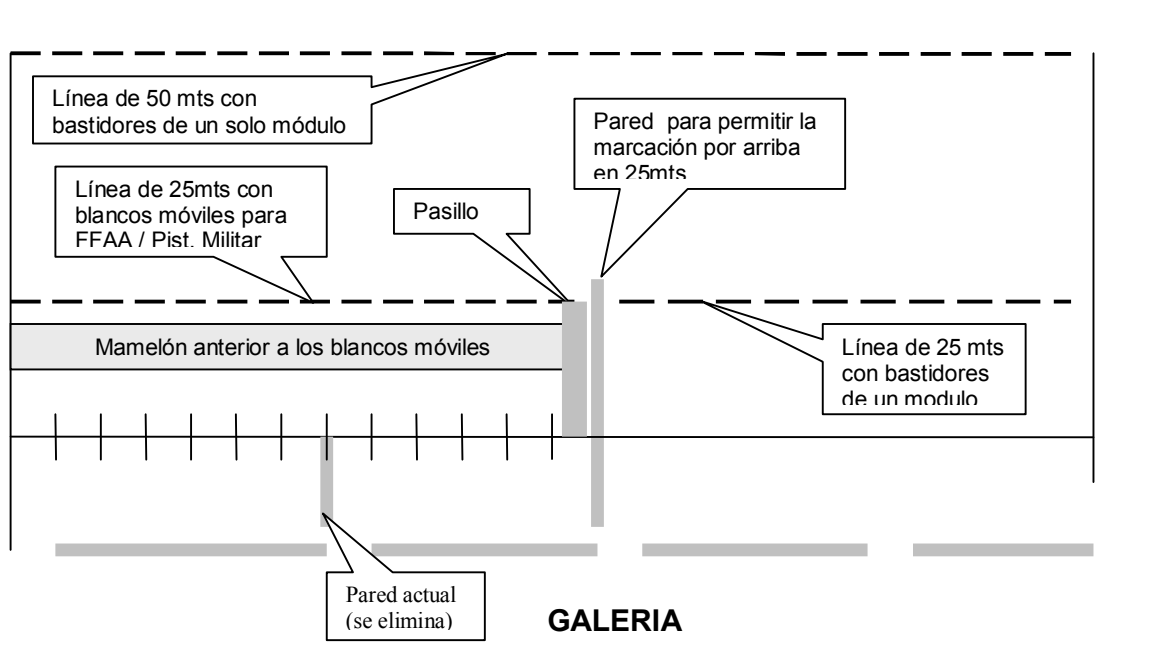 Línea de 50 mts con
bastidores de un solo módulo
Pared para permitir la
marcación por arriba
en 25mts
Línea de 25mts con
blancos móviles para
FFAA / Pist. Militar
Pasillo
Mamelón anterior a los blancos móviles
Línea de 25 mts
con bastidores
de un modulo
Pared actual
(se elimina)
GALERIA